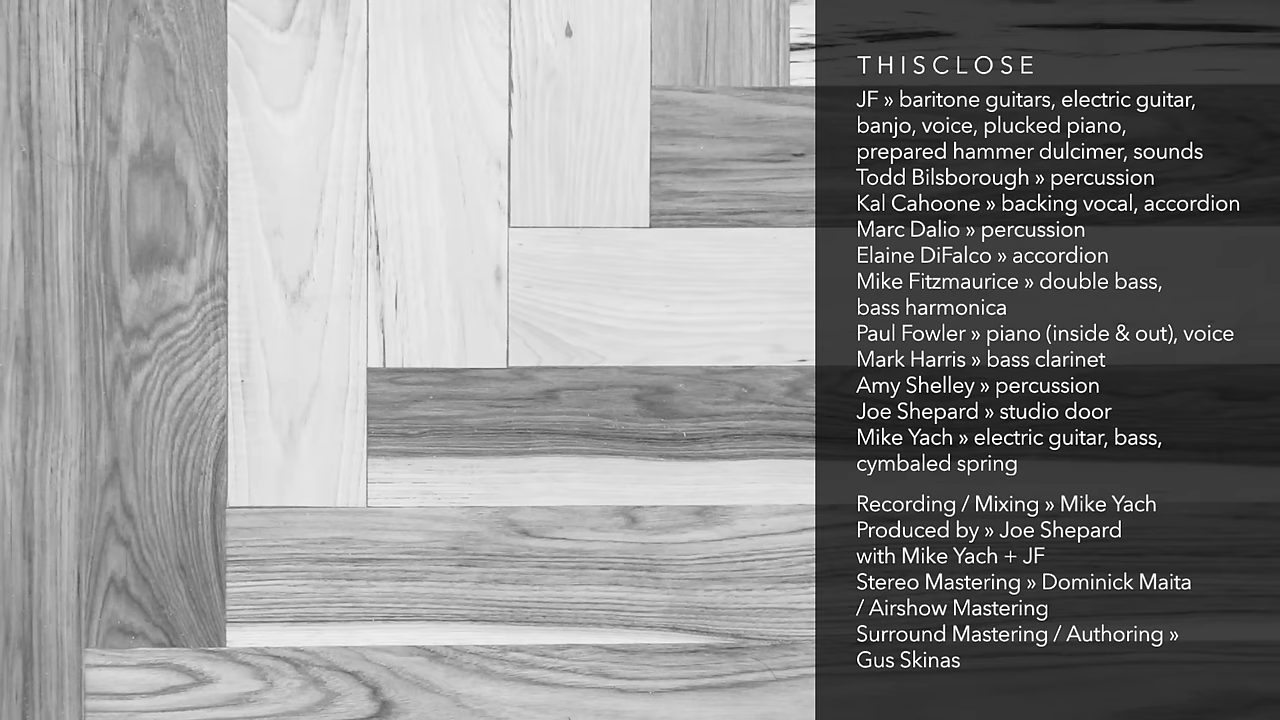 THISCLOSE
JF » baritone guitars, electric guitar,
banjo, voice, plucked piano,
prepared hammer dulcimer, sounds
Todd Bilsborough » percussion
Kal Cahoone » backing vocal, accordion
Marc Dalio » percussion
Elaine DiFalco » accordion
Mike Fitzmaurice » double bass,
bass harmonica
Paul Fowler » piano (inside & out), voice
Mark Harris » bass clarinet
Amy Shelley » percussion
Joe Shepard » studio door
Mike Yach » electric guitar, bass,
cymbaled spring
Recording / Mixing » Mike Yach
Produced by » Joe Shepard
with Mike Yach + JF
Stereo Mastering » Dominick Maita
/ Airshow Mastering
Surround Mastering / Authoring »
Gus Skinas